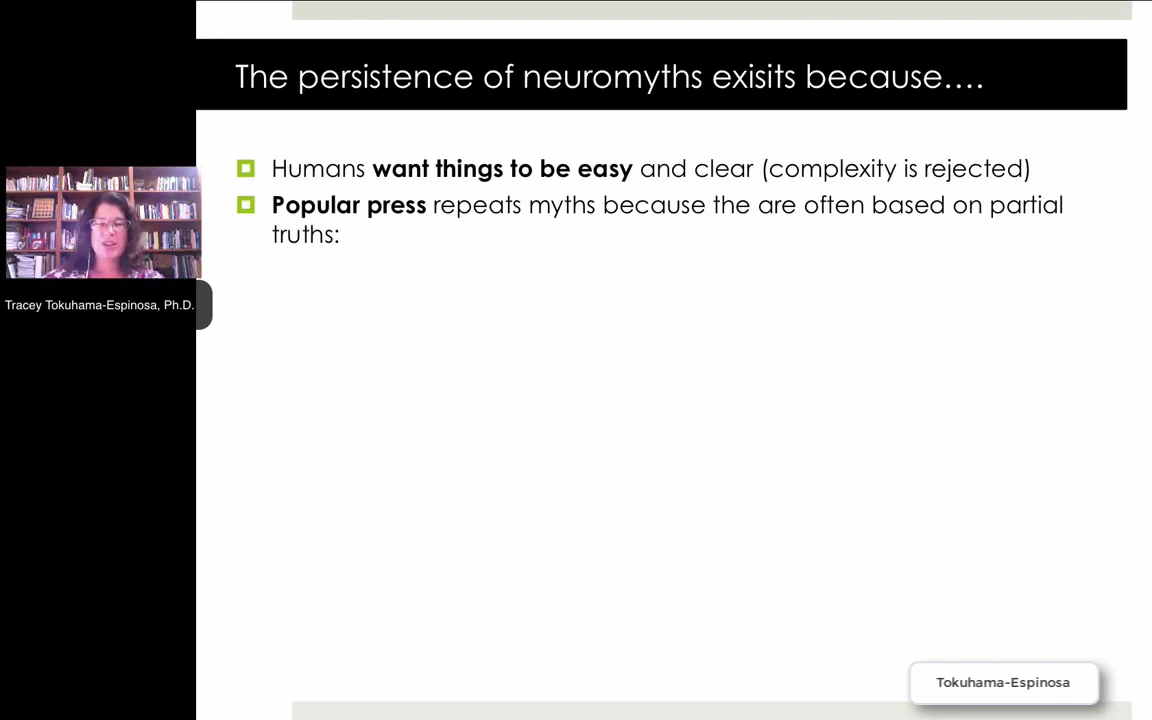 The persistence of neuromyths exisits because....
Humans want things to be easy and clear (complexity is rejected)
Popular press repeats myths because the are often based on partial
truths:
Tracey Tokuhama-Espinosa, Ph.D.
Tokuhama-Espinosa